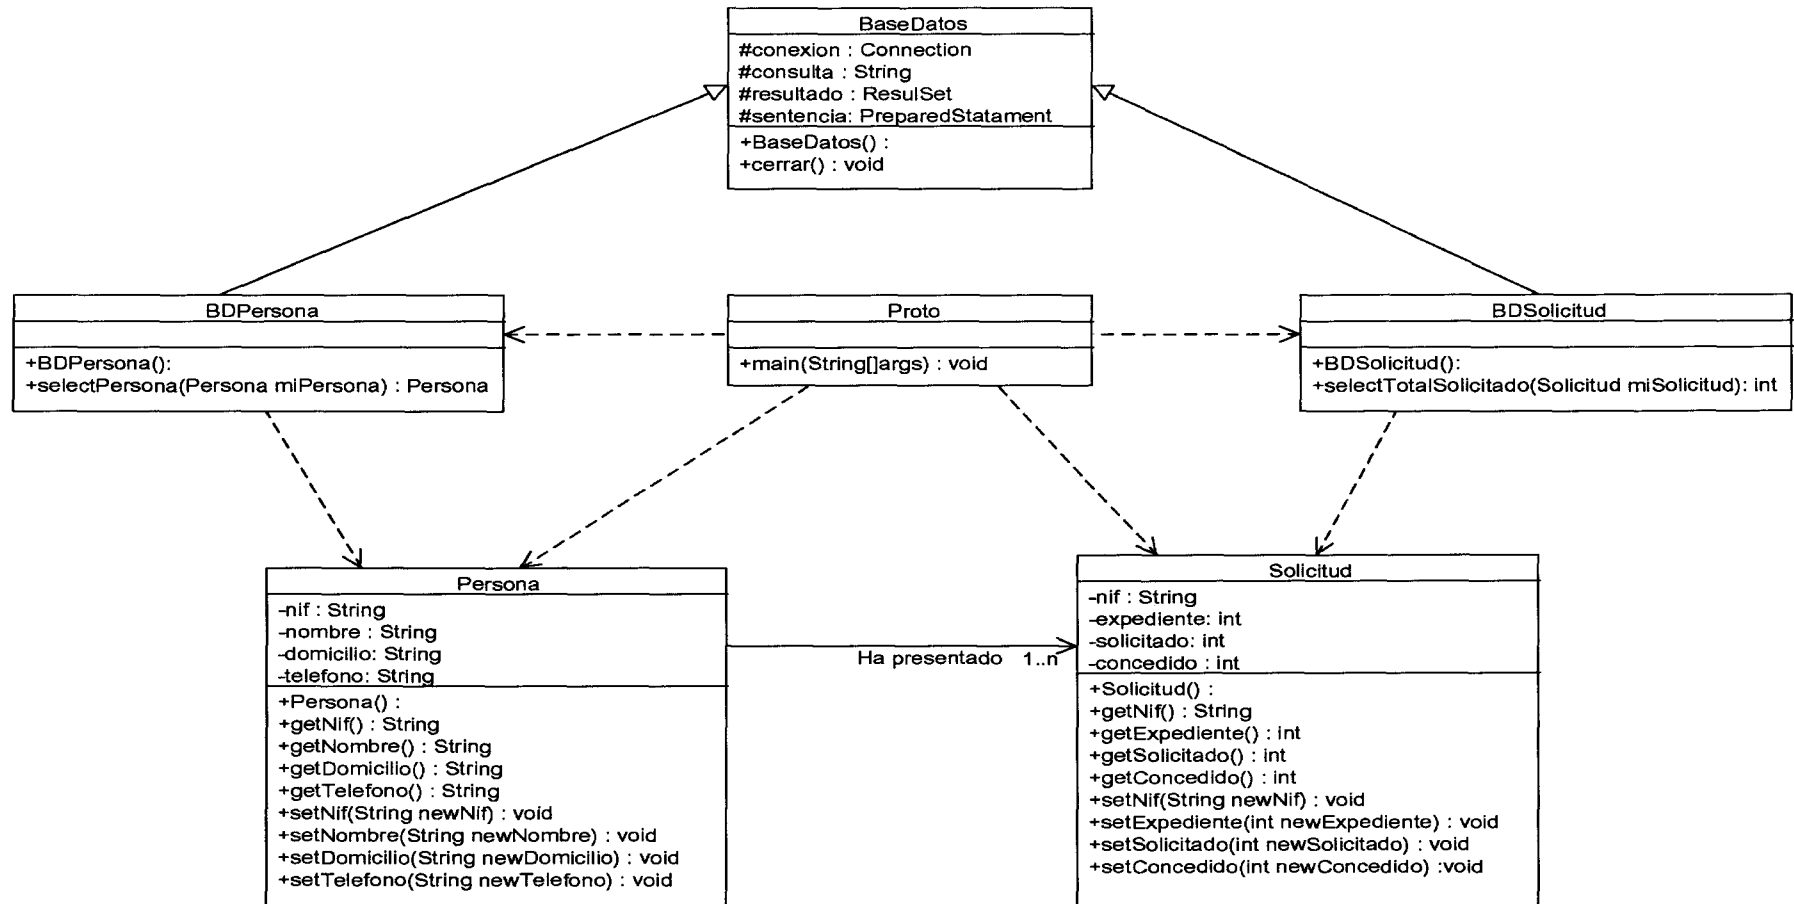 BaseDatos
#conexion : Connection
#consulta : String
#resultado : ResulSet
#sentencia: PreparedStatament
+BaseDatos() :
+cerrar() : void
BDPersona
+BDPersona():
+selectPersona(Persona miPersona) : Persona
Proto
+main(String[]args) : void
BDSolicitud
+BDSolicitud():
+selectTotalSolicitado(Solicitud miSolicitud): int
Persona
-nif : String
-nombre : String
-domicilio: String
-telefono: String
+Persona() :
+getNif() : String
+getNombre() : String
+getDomicilio() : String
+getTelefono() : String
+setNif(String newNif) : void
+setNombre(String newNombre) : void
+setDomicilio(String newDomicilio) : void
+setTelefono(String newTelefono) : void
Ha presentado 1..n
Solicitud
-nif : String
-expediente: int
-solicitado: int
-concedido : int
+Solicitud() :
+getNif() : String
+getExpediente() : int
+getSolicitado() : int
+getConcedido() : int
+setNif(String newNif) : void
+setExpediente(int newExpediente) : void
+setSolicitado(int newSolicitado) : void
+setConcedido(int newConcedido) :void